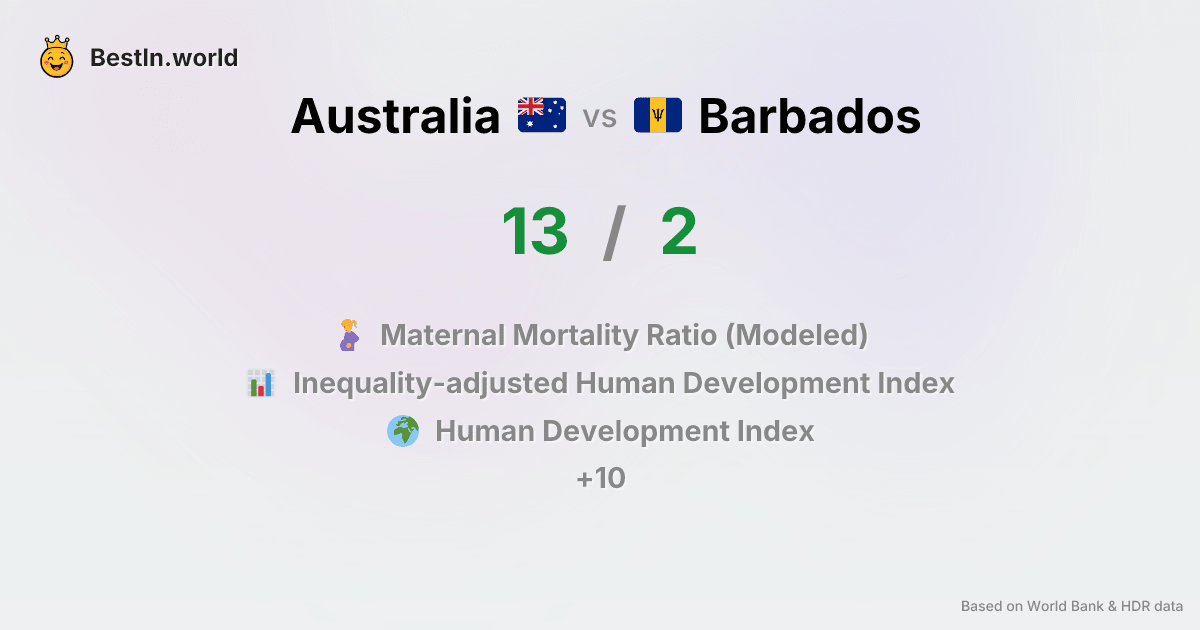 BestIn.world
Australia vs Barbados
13 / 2
Maternal Mortality Ratio (Modeled)
Inequality-adjusted Human Development Index
Human Development Index
+10
Based on World Bank & HDR data